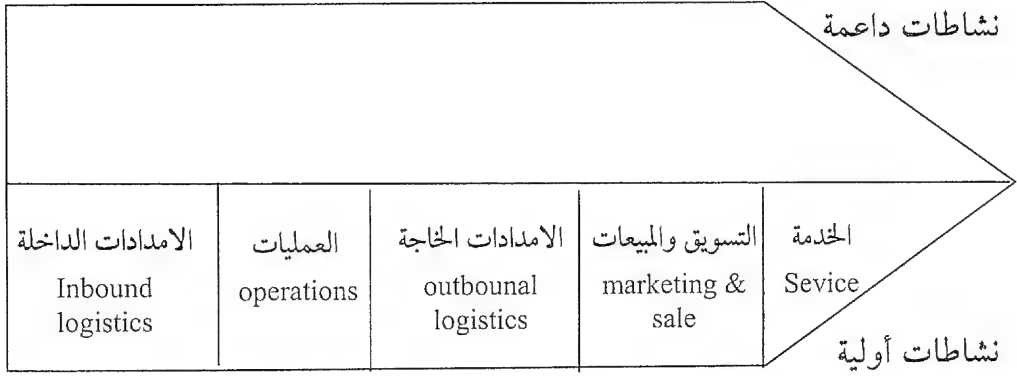 نشاطات داعمة
الامدادات الداخلة
Inbound
logistics
العمليات
operations
الامدادات الخاجة
outbounal
logistics
التسويق والمبيعات
marketing &
sale
الخدمة
Sevice
نشاطات أولية